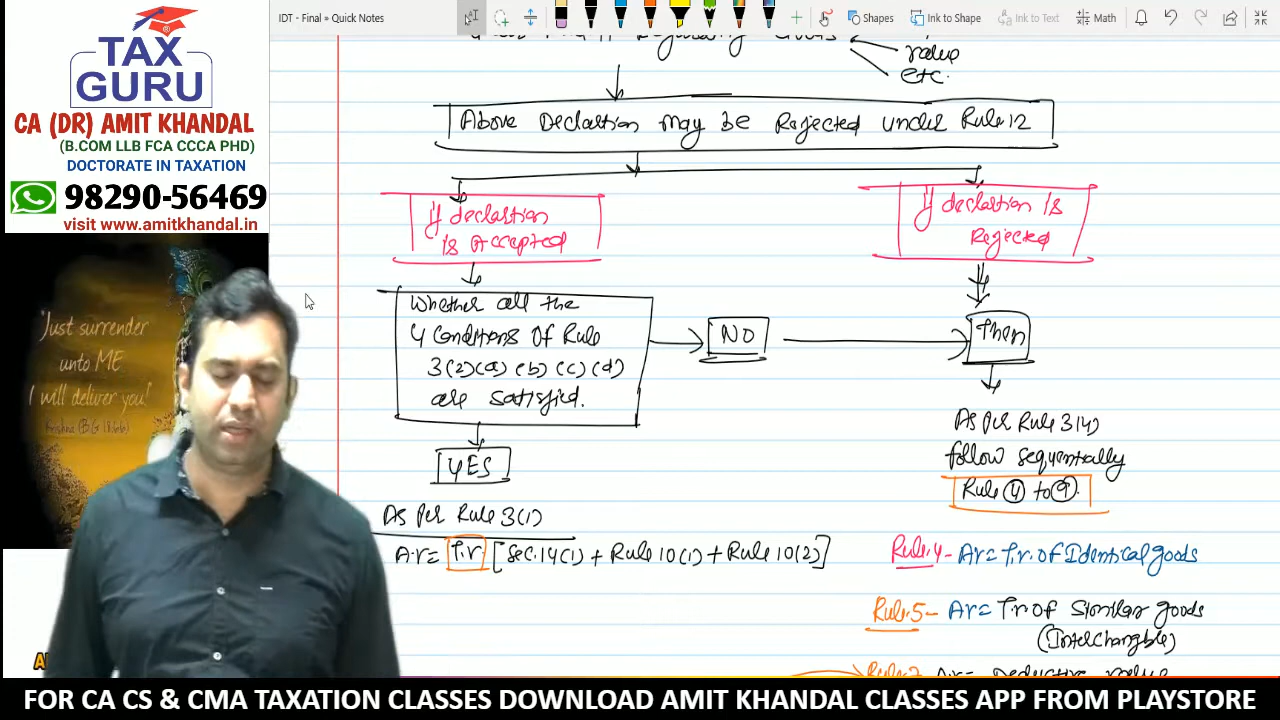 IDT - Final = Quick Notes
Shapes
Ink to Shape
Ink to Text
Math
TAX
GURU
CA (DR) AMIT KHANDAL
(B.COM LLB FCA CCCA PHD)
DOCTORATE IN TAXATION
98290-56469
visit www.amitkhandal.in
"Just surrender
unto ME
I will deliver you!"
Goods
value
etc.
Above Declartion may be Rejected under Rule 12
if declartion
is Accepted
if declartion is
Rejected
Whether all the
4 Conditions of Rule
3(2)(a) (b) (c) (d)
are satisfied.
NO
Then
YES
As per Rule 3(4)
follow sequentially
Rule 4 to 9.
As per Rule 3(1)
A.v= T.v [Sec.14(1) + Rule 10(1) + Rule 10(2)]
Rule.4- Av= T.v. of Identical goods
Rule.5- Av= T.v of Similar goods
(Interchangble)
FOR CA CS & CMA TAXATION CLASSES DOWNLOAD AMIT KHANDAL CLASSES APP FROM PLAYSTORE